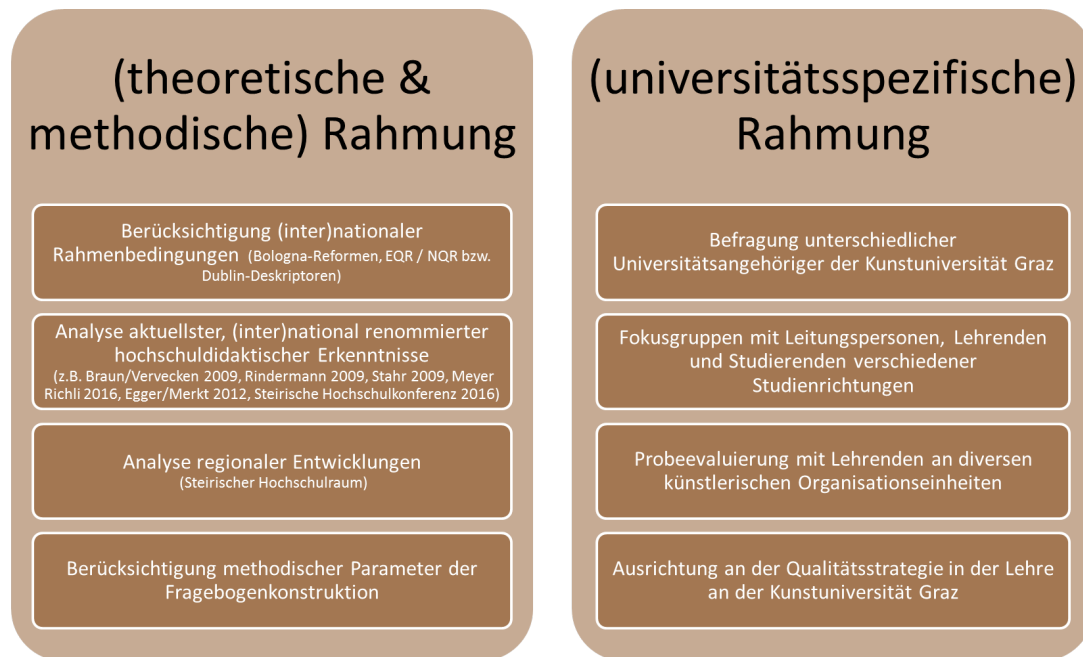 (theoretische &
methodische) Rahmung
Berücksichtigung (inter)nationaler
Rahmenbedingungen (Bologna-Reformen, EQR / NQR bzw.
Dublin-Deskriptoren)
Analyse aktuellster, (inter)national renommierter
hochschuldidaktischer Erkenntnisse
(z.B. Braun/Vervecken 2009, Rindermann 2009, Stahr 2009, Meyer
Richli 2016, Egger/Merkt 2012, Steirische Hochschulkonferenz 2016)
Analyse regionaler Entwicklungen
(Steirischer Hochschulraum)
Berücksichtigung methodischer Parameter der
Fragebogenkonstruktion
(universitätsspezifische)
Rahmung
Befragung unterschiedlicher
Universitätsangehöriger der Kunstuniversität Graz
Fokusgruppen mit Leitungspersonen, Lehrenden
und Studierenden verschiedener
Studienrichtungen
Probeevaluierung mit Lehrenden an diversen
künstlerischen Organisationseinheiten
Ausrichtung an der Qualitätsstrategie in der Lehre
an der Kunstuniversität Graz